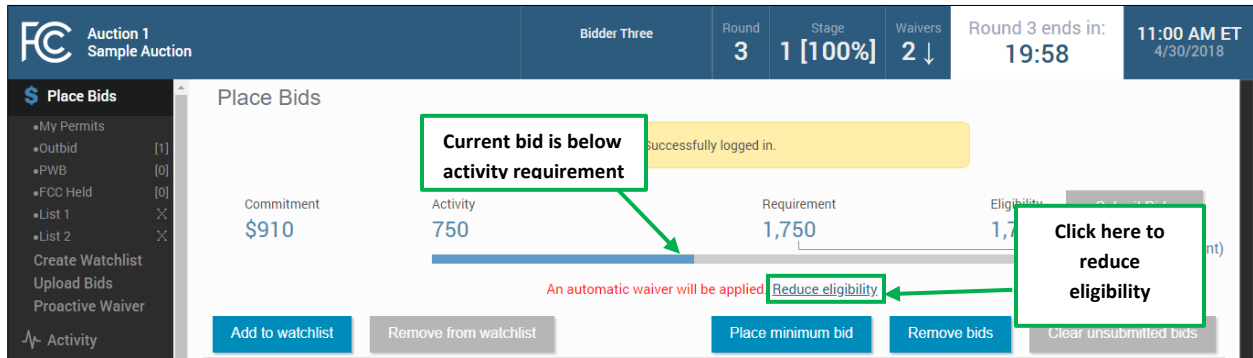 FCC
Auction 1
Sample Auction
Bidder Three
Round
3
Stage
1 [100%]
Waivers
2 ↓
Round 3 ends in:
19:58
11:00 AM ET
4/30/2018
$ Place Bids
•My Permits
•Outbid [1]
•PWB [0]
•FCC Held [0]
•List 1 X
•List 2 X
Create Watchlist
Upload Bids
Proactive Waiver
Activity
Place Bids
Successfully logged in.
Current bid is below
activity requirement
Commitment
$910
Activity
750
Requirement
1,750
1,7
Click here to
reduce
eligibility
An automatic waiver will be applied. Reduce eligibility
Add to watchlist
Remove from watchlist
Place minimum bid
Remove bids
Clear unsubmitted bids